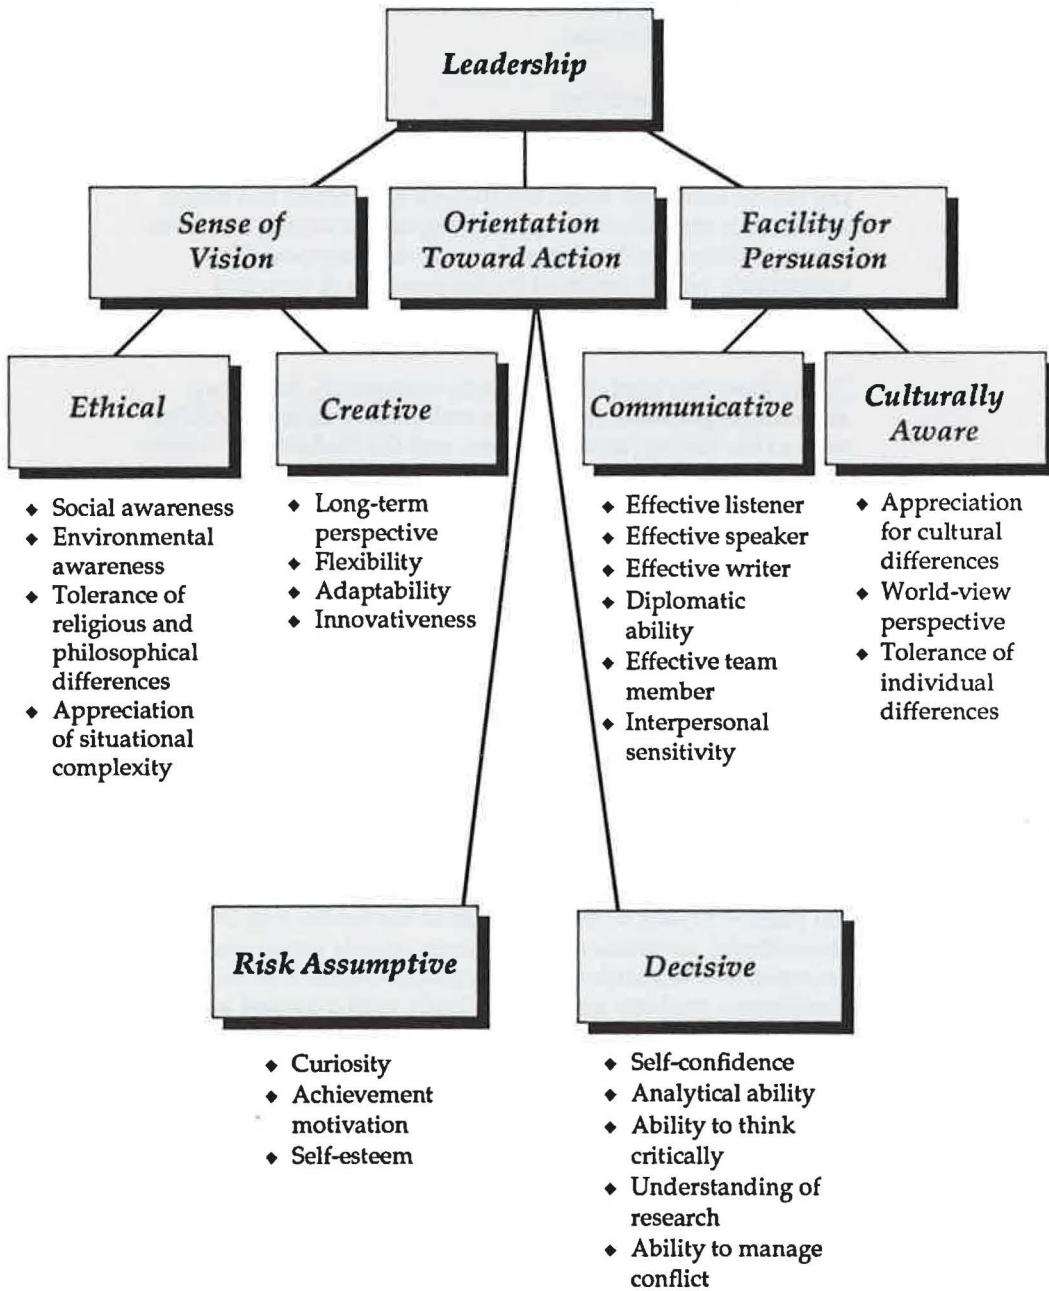 Leadership
Sense of
Vision
Orientation
Toward Action
Facility for
Persuasion
Ethical
◆ Social awareness
◆ Environmental
awareness
◆ Tolerance of
religious and
philosophical
differences
◆ Appreciation
of situational
complexity
Creative
◆ Long-term
perspective
◆ Flexibility
◆ Adaptability
◆ Innovativeness
Communicative
◆ Effective listener
◆ Effective speaker
◆ Effective writer
◆ Diplomatic
ability
◆ Effective team
member
◆ Interpersonal
sensitivity
Culturally
Aware
◆ Appreciation
for cultural
differences
◆ World-view
perspective
◆ Tolerance of
individual
differences
Risk Assumptive
◆ Curiosity
◆ Achievement
motivation
◆ Self-esteem
Decisive
◆ Self-confidence
◆ Analytical ability
◆ Ability to think
critically
◆ Understanding of
research
◆ Ability to manage
conflict